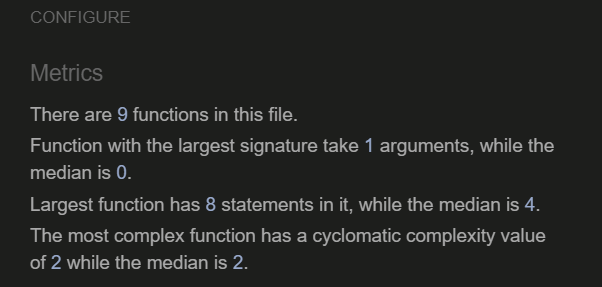 CONFIGURE
Metrics
There are 9 functions in this file.
Function with the largest signature take 1 arguments, while the
median is 0.
Largest function has 8 statements in it, while the median is 4.
The most complex function has a cyclomatic complexity value
of 2 while the median is 2.